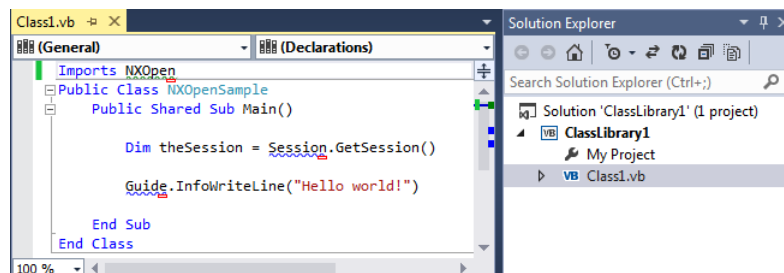 Class1.vb
(General)
(Declarations)
Imports NXOpen
Public Class NXOpenSample
Public Shared Sub Main()
Dim theSession = Session.GetSession()
Guide.InfoWriteLine("Hello world!")
End Sub
End Class
100 %
Solution Explorer
Search Solution Explorer (Ctrl+;)
Solution 'ClassLibrary1' (1 project)
VB ClassLibrary1
My Project
VB Class1.vb